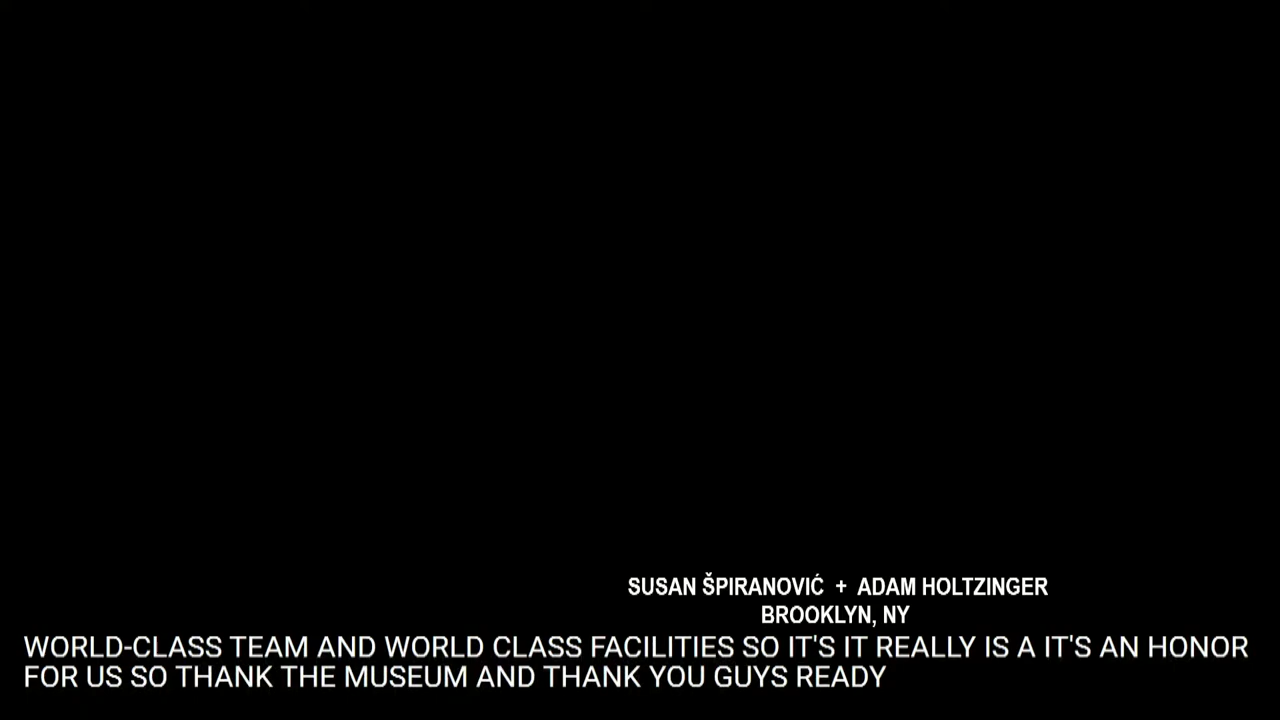 SUSAN ŠPIRANOVIĆ + ADAM HOLTZINGER
BROOKLYN, NY
WORLD-CLASS TEAM AND WORLD CLASS FACILITIES SO IT'S IT REALLY IS A IT'S AN HONOR
FOR US SO THANK THE MUSEUM AND THANK YOU GUYS READY